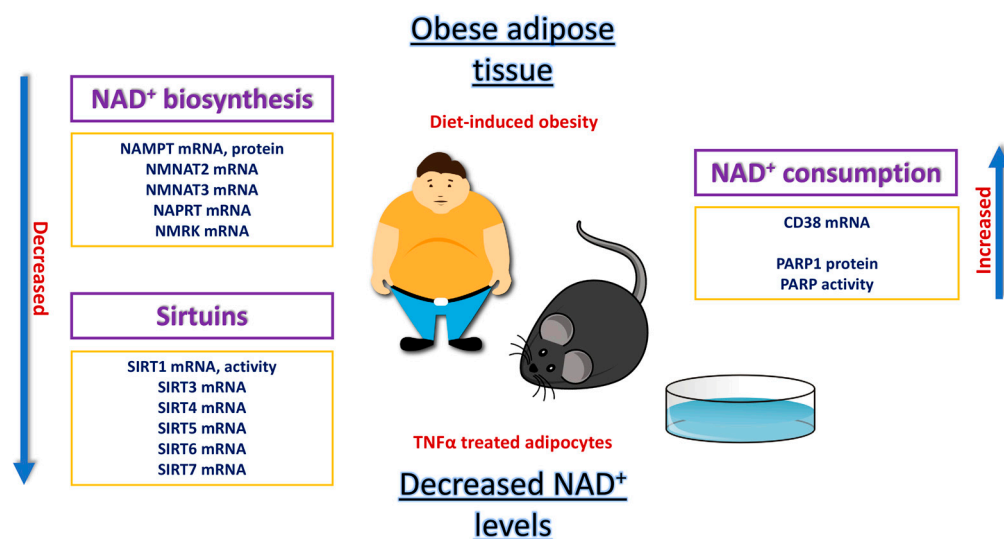 Obese adipose
tissue
Diet-induced obesity
Decreased
NAD⁺ biosynthesis
NAMPT mRNA, protein
NMNAT2 mRNA
NMNAT3 mRNA
NAPRT mRNA
NMRK mRNA
Sirtuins
SIRT1 mRNA, activity
SIRT3 mRNA
SIRT4 mRNA
SIRT5 mRNA
SIRT6 mRNA
SIRT7 mRNA
NAD⁺ consumption
CD38 mRNA
PARP1 protein
PARP activity
Increased
TNFα treated adipocytes
Decreased NAD⁺
levels